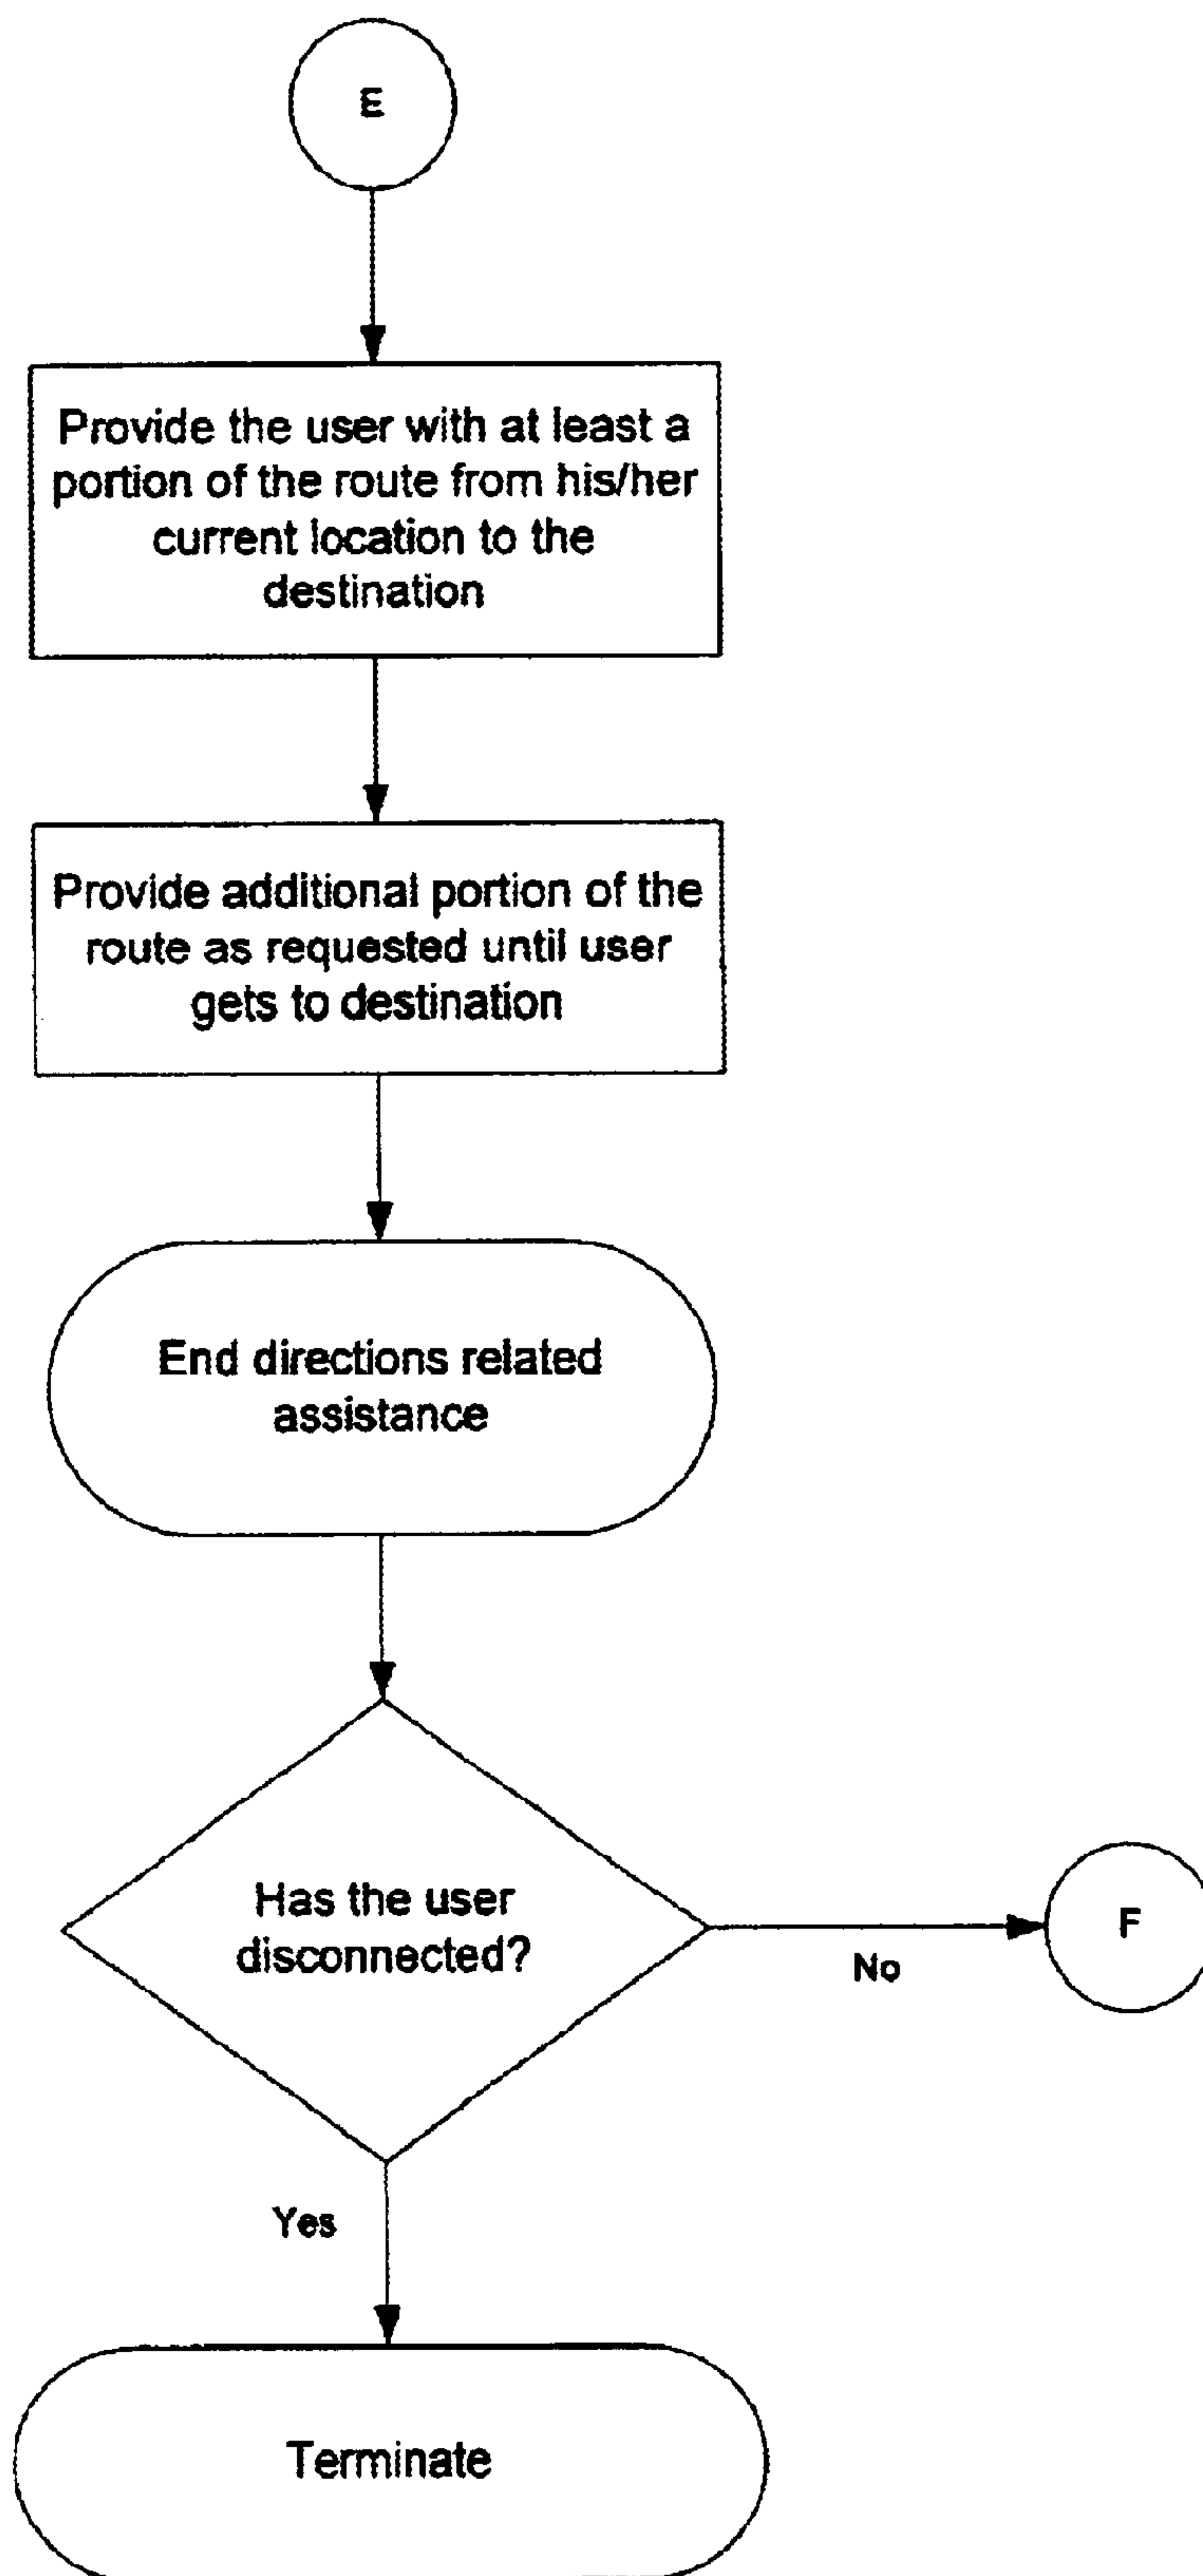 E
Provide the user with at least a
portion of the route from his/her
current location to the
destination
Provide additional portion of the
route as requested until user
gets to destination
End directions related
assistance
Has the user
disconnected?
No
F
Yes
Terminate